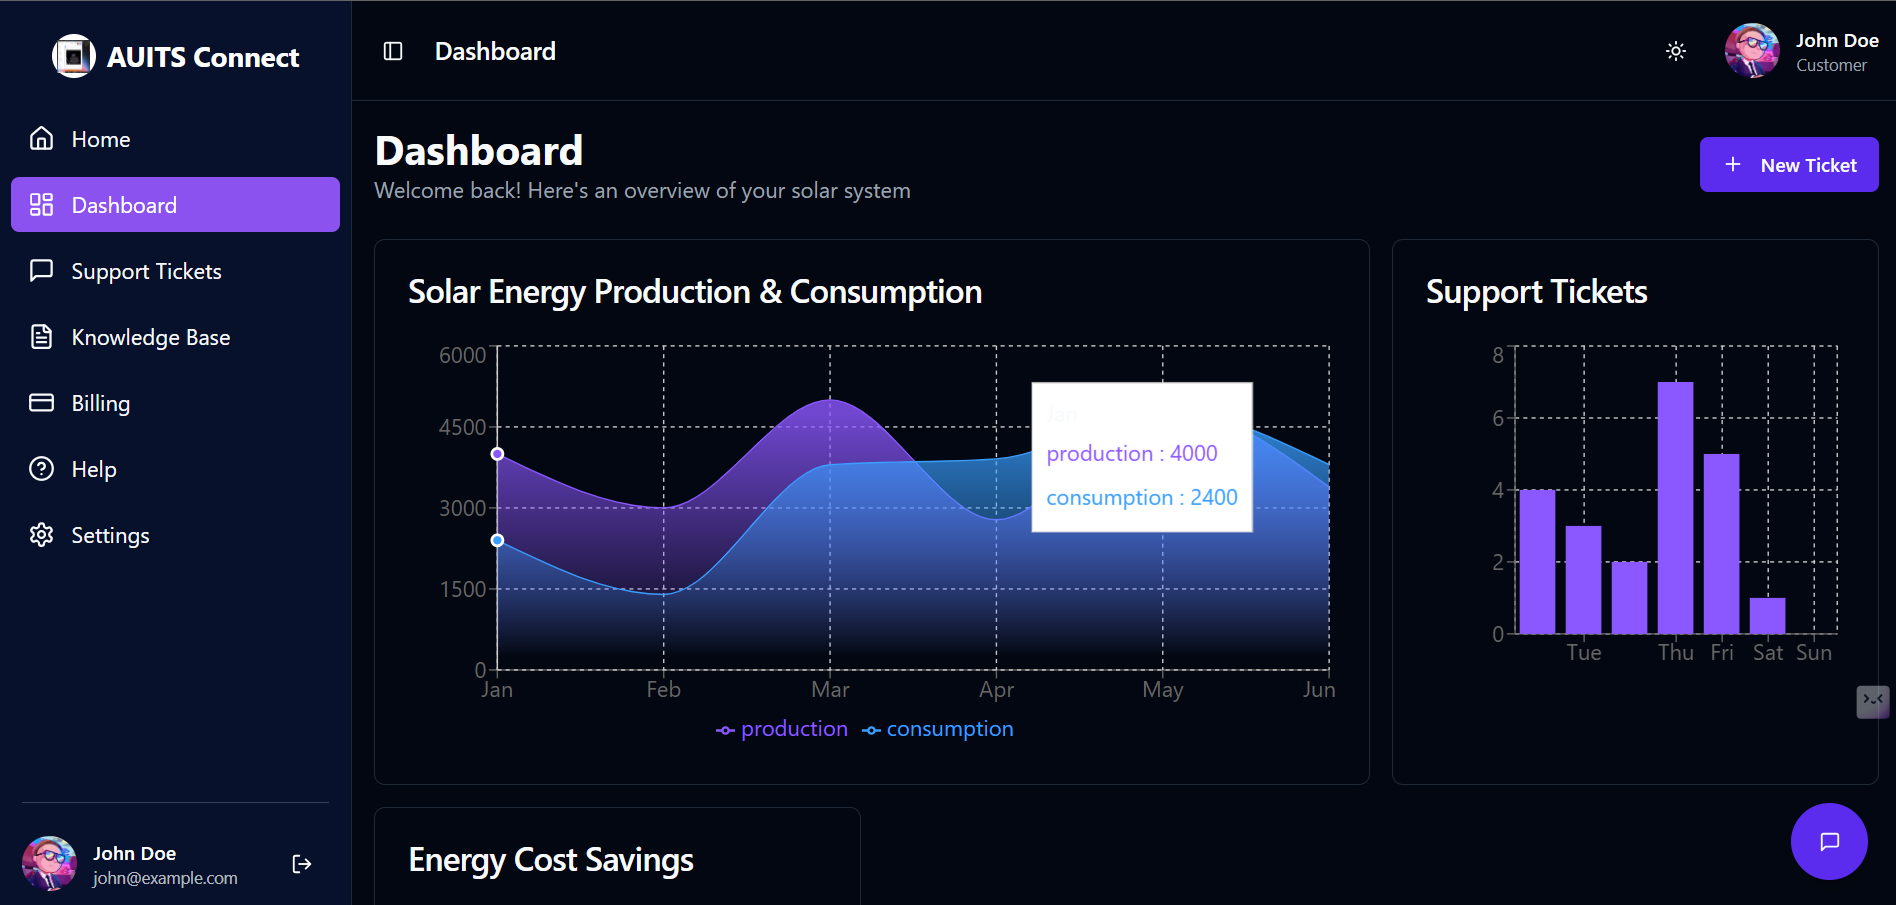 AUITS Connect
Home
Dashboard
Support Tickets
Knowledge Base
Billing
Help
Settings
John Doe
john@example.com
Dashboard
John Doe
Customer
Dashboard
Welcome back! Here's an overview of your solar system
New Ticket
Solar Energy Production & Consumption
6000
4500
3000
1500
0
Jan
Feb
Mar
Apr
May
Jun
Jan
production : 4000
consumption : 2400
production
consumption
Support Tickets
8
6
4
2
0
Tue
Thu
Fri
Sat
Sun
Energy Cost Savings